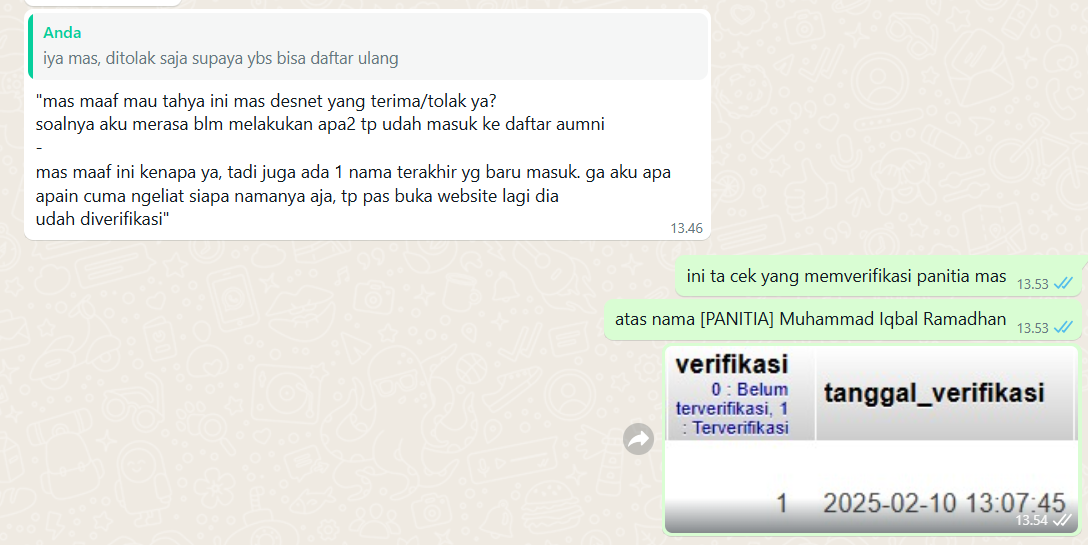 Anda
iya mas, ditolak saja supaya ybs bisa daftar ulang
"mas maaf mau tahya ini mas desnet yang terima/tolak ya?
soalnya aku merasa blm melakukan apa2 tp udah masuk ke daftar aumni
-
mas maaf ini kenapa ya, tadi juga ada 1 nama terakhir yg baru masuk. ga aku apa
apain cuma ngeliat siapa namanya aja, tp pas buka website lagi dia
udah diverifikasi"
13.46
ini ta cek yang memverifikasi panitia mas
13.53
atas nama [PANITIA] Muhammad Iqbal Ramadhan
13.53
verifikasi
0 : Belum
terverifikasi, 1
: Terverifikasi
tanggal_verifikasi
1
2025-02-10 13:07:45
13.54